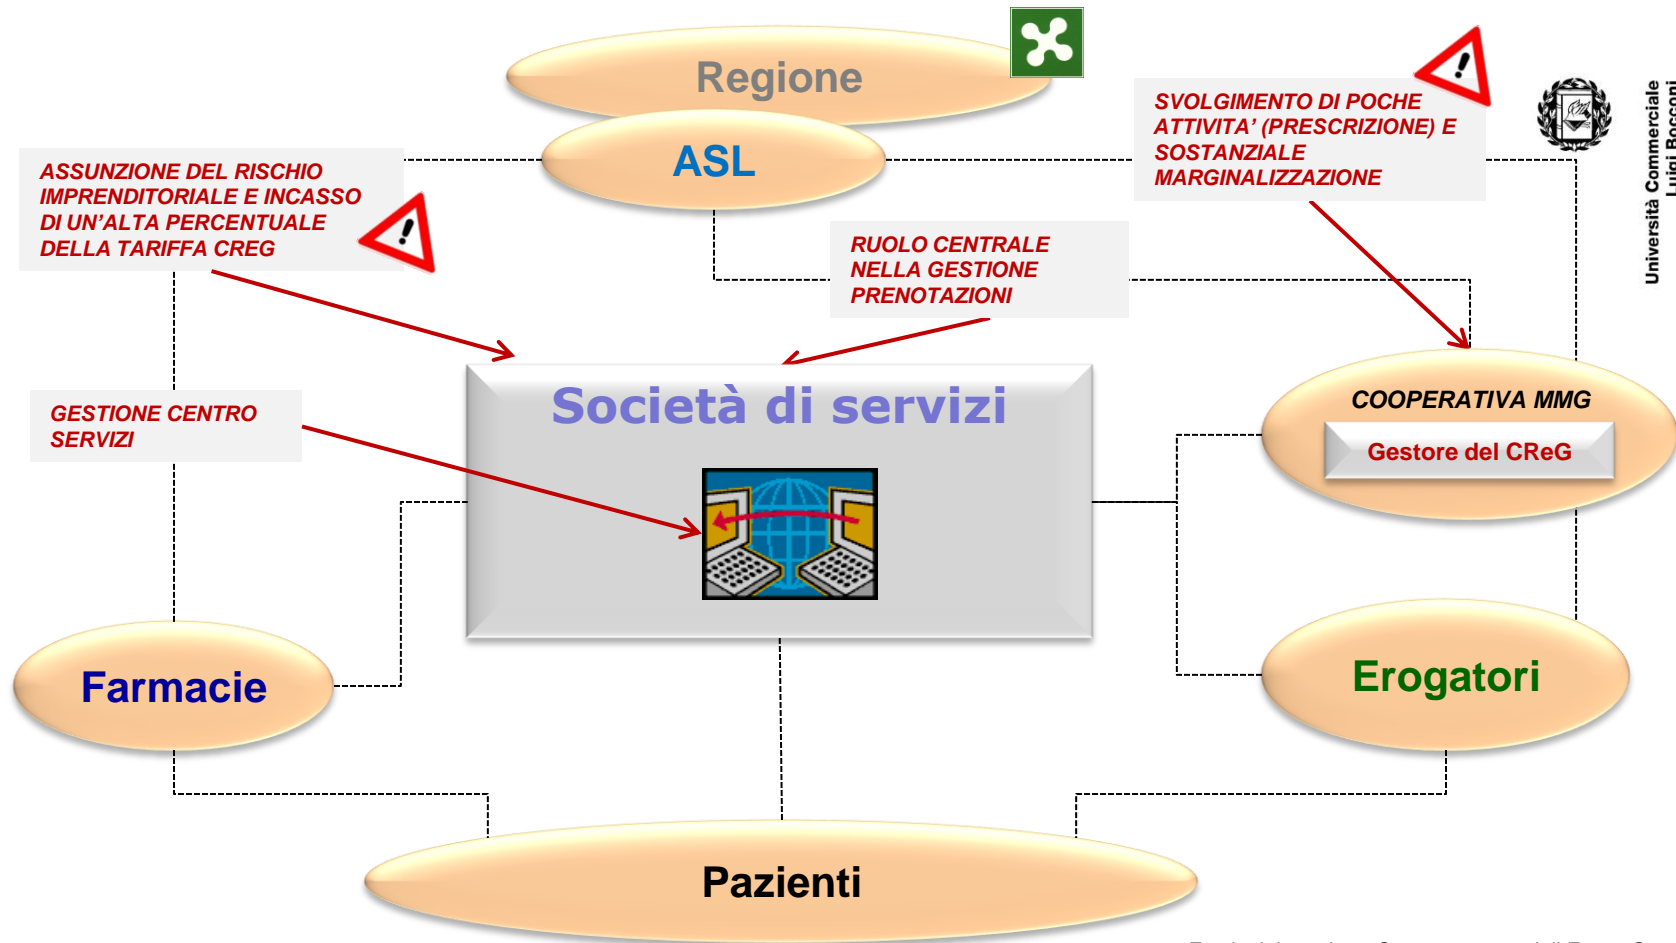 Regione
ASL
SVOLGIMENTO DI POCHE
ATTIVITA' (PRESCRIZIONE) E
SOSTANZIALE
MARGINALIZZAZIONE
Università Commerciale
Luigi Bocconi
ASSUNZIONE DEL RISCHIO
IMPRENDITORIALE E INCASSO
DI UN'ALTA PERCENTUALE
DELLA TARIFFA CREG
RUOLO CENTRALE
NELLA GESTIONE
PRENOTAZIONI
GESTIONE CENTRO
SERVIZI
Società di servizi
COOPERATIVA MMG
Gestore del CReG
Farmacie
Erogatori
Pazienti